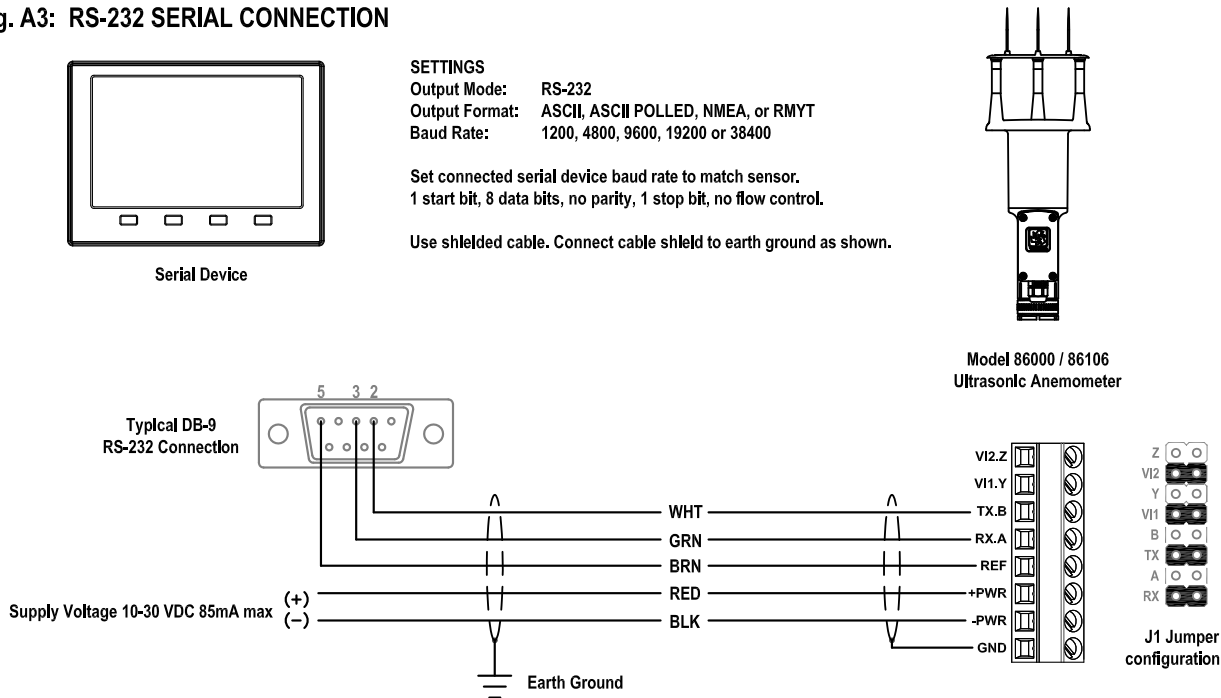 g. A3: RS-232 SERIAL CONNECTION
SETTINGS
Output Mode: RS-232
Output Format: ASCII, ASCII POLLED, NMEA, or RMYT
Baud Rate: 1200, 4800, 9600, 19200 or 38400
Set connected serial device baud rate to match sensor.
1 start bit, 8 data bits, no parity, 1 stop bit, no flow control.
Use shielded cable. Connect cable shield to earth ground as shown.
Serial Device
Model 86000 / 86106
Ultrasonic Anemometer
5 3 2
Typical DB-9
RS-232 Connection
WHT
GRN
BRN
RED
BLK
Supply Voltage 10-30 VDC 85mA max
(+)
(−)
Earth Ground
VI2.Z
VI1.Y
TX.B
RX.A
REF
+PWR
-PWR
GND
Z
VI2
Y
VI1
B
TX
A
RX
J1 Jumper
configuration